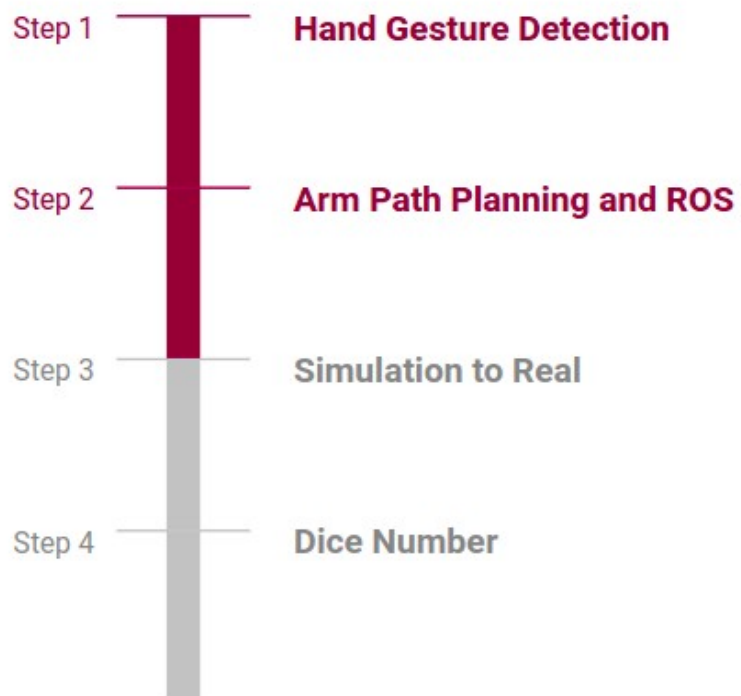 Step 1 Hand Gesture Detection
Step 2 Arm Path Planning and ROS
Step 3 Simulation to Real
Step 4 Dice Number